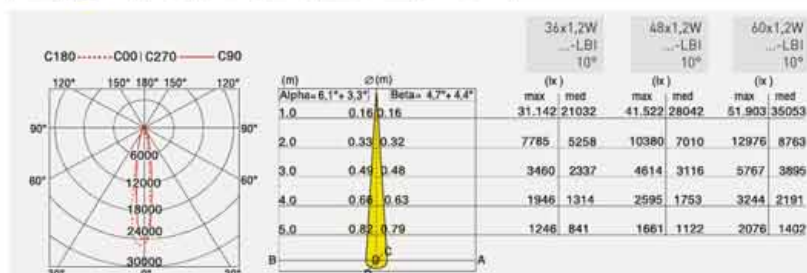 36x1,2W 48x1,2W 60x1,2W
...-LBI ...-LBI ...-LBI
10° 10° 10°
C180 C00 | C270 C90
120° 150° 180° 150° 120°
(m) Ø(m) (lx) (lx) (lx)
Alpha= 6,1°+ 3,3° Beta= 4,7°+ 4,4° max med max med max med
1.0 0.16 0.16 31.142 21032 41.522 28042 51.903 35053
90° 90°
2.0 0.33 0.32 7785 5258 10380 7010 12976 8763
6000
3.0 0.49 0.48 3460 2337 4614 3116 5767 3895
60° 12000 60°
4.0 0.66 0.63 1946 1314 2595 1753 3244 2191
18000
5.0 0.82 0.79 1246 841 1661 1122 2076 1402
24000
C
B A
30000
30° 0° 30°